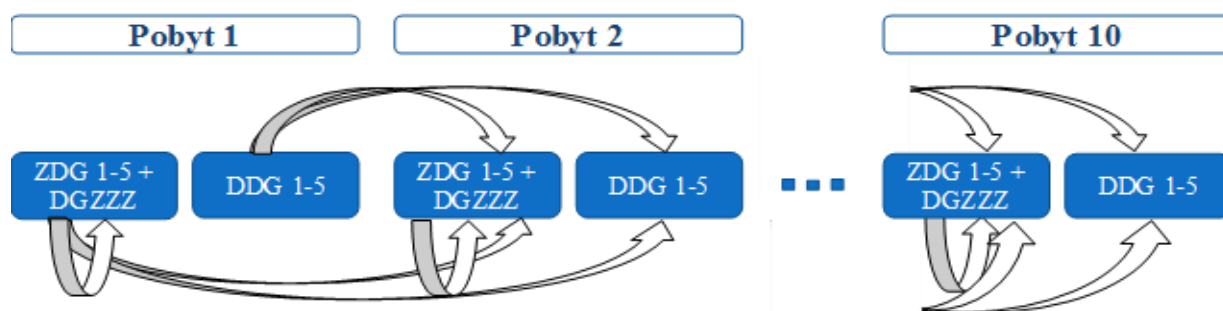 Pobyt 1
Pobyt 2
Pobyt 10
ZDG 1-5 +
DGZZZ
DDG 1-5
ZDG 1-5 +
DGZZZ
DDG 1-5
ZDG 1-5 +
DGZZZ
DDG 1-5